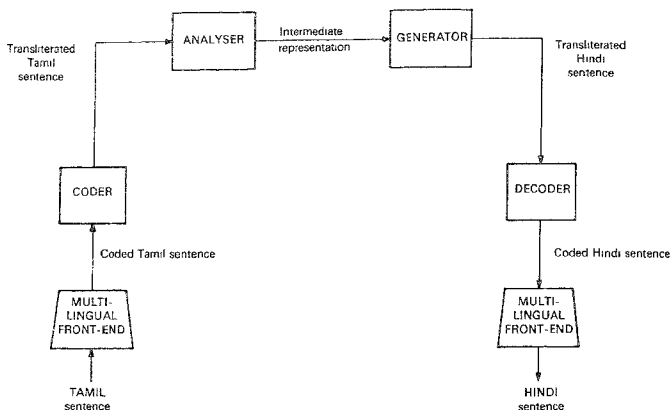 Transliterated
Tamil
sentence
ANALYSER
Intermediate
representation
GENERATOR
Transliterated
Hindi
sentence
CODER
DECODER
Coded Tamil sentence
Coded Hindi sentence
MULTI-
LINGUAL
FRONT-END
MULTI-
LINGUAL
FRONT-END
TAMIL
sentence
HINDI
sentence